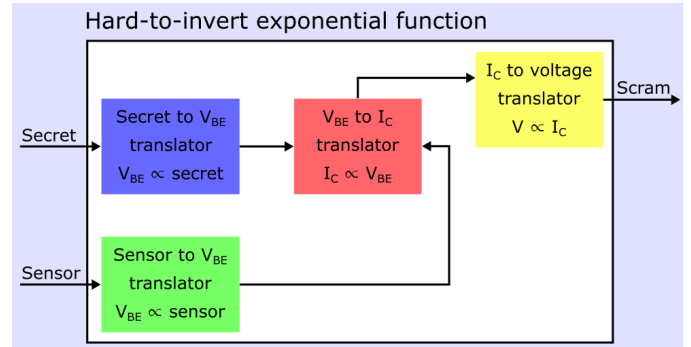 Hard-to-invert exponential function
Secret
Secret to V_BE
translator
V_BE ∝ secret
V_BE to I_C
translator
I_C ∝ V_BE
I_C to voltage
translator
V ∝ I_C
Scram
Sensor
Sensor to V_BE
translator
V_BE ∝ sensor